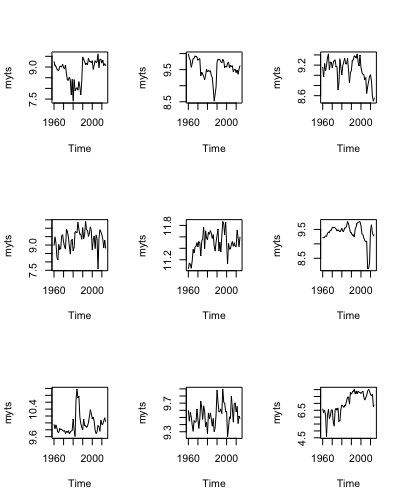 myts 7.5 9.0 1960 2000 Time
myts 8.5 9.5 1960 2000 Time
myts 8.6 9.2 1960 2000 Time
myts 7.5 9.0 1960 2000 Time
myts 11.2 11.8 1960 2000 Time
myts 8.5 9.5 1960 2000 Time
myts 9.6 10.4 1960 2000 Time
myts 9.3 9.7 1960 2000 Time
myts 4.5 6.5 1960 2000 Time